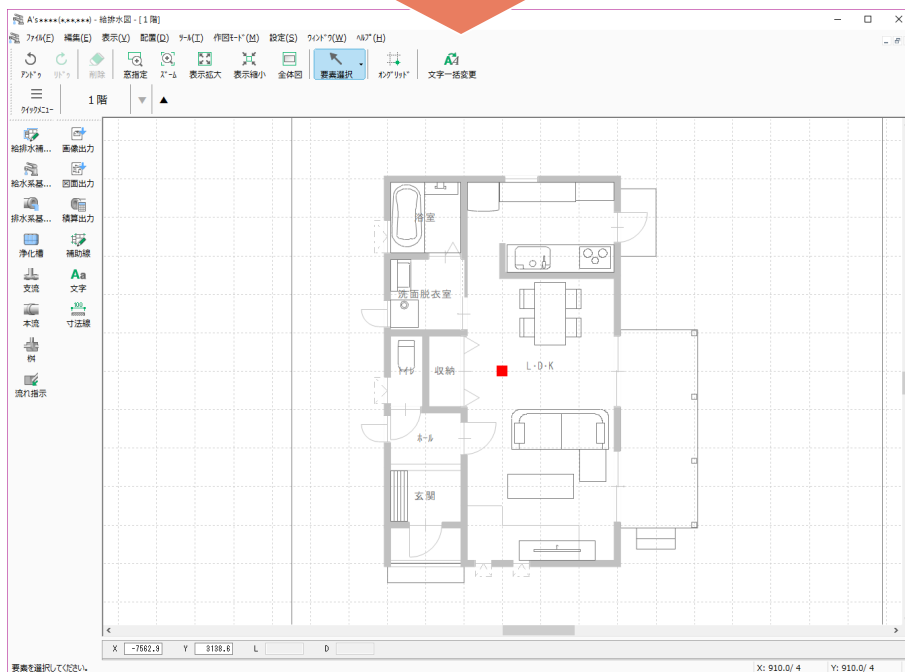 A's****(*.**.***) - 給排水図 - [1階]
ファイル(F) 編集(E) 表示(V) 配置(D) ツール(T) 作図モード(M) 設定(S) ウィンドウ(W) ヘルプ(H)
アンドゥ リドゥ 削除 窓指定 ズーム 表示拡大 表示縮小 全体図 要素選択 オングリッド 文字一括変更
クイックメニュー 1階
給排水補... 画像出力
給水系基... 図面出力
排水系基... 積算出力
浄化槽 補助線
支流 文字
本流 寸法線
桝
流れ指示
浴室
洗面脱衣室
トイレ 収納 L・D・K
ホール
玄関
X -7562.9 Y 3138.6 L D
要素を選択してください。 X: 910.0/ 4 Y: 910.0/ 4